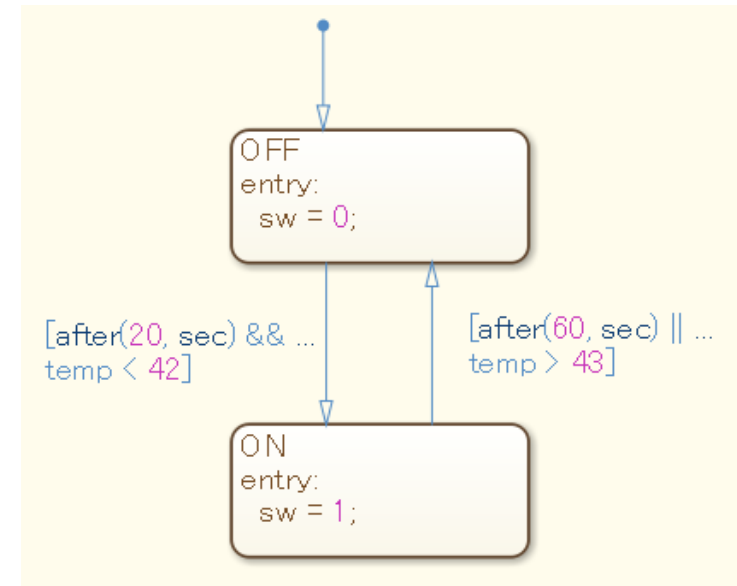 OFF
entry:
sw = 0;
[after(20, sec) && ...
temp < 42]
[after(60, sec) || ...
temp > 43]
ON
entry:
sw = 1;